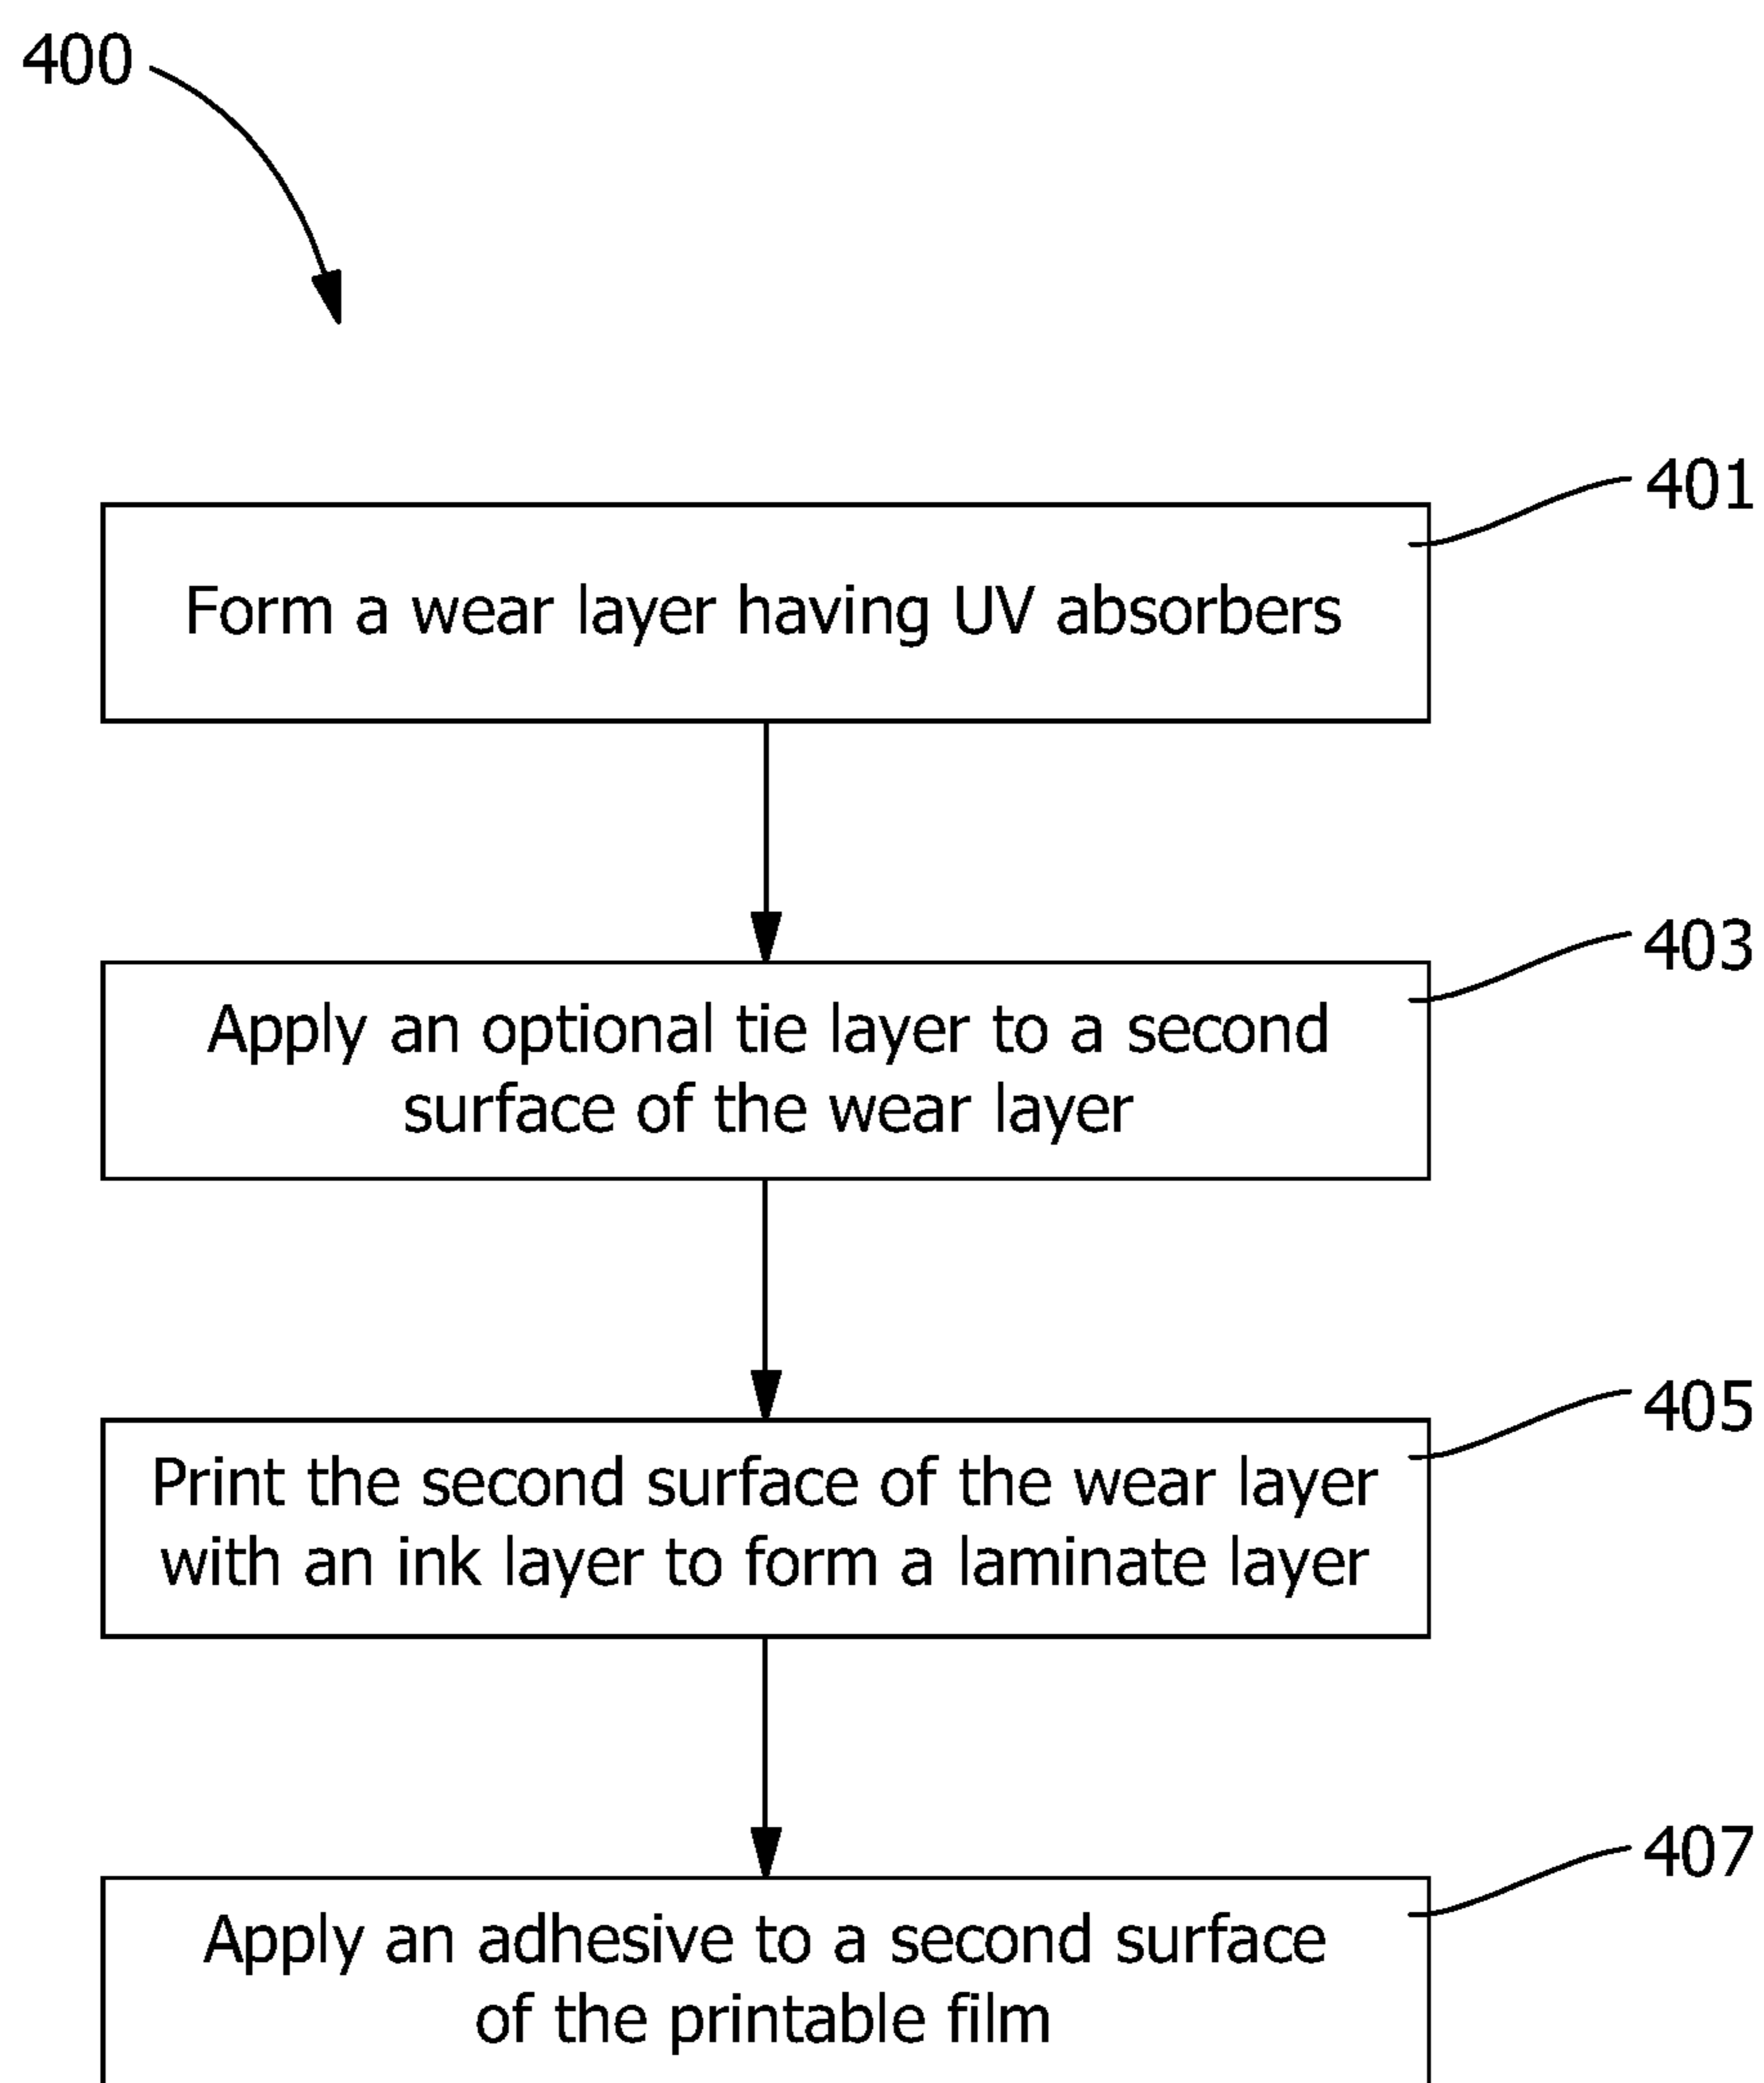 400
401
Form a wear layer having UV absorbers
403
Apply an optional tie layer to a second
surface of the wear layer
405
Print the second surface of the wear layer
with an ink layer to form a laminate layer
407
Apply an adhesive to a second surface
of the printable film